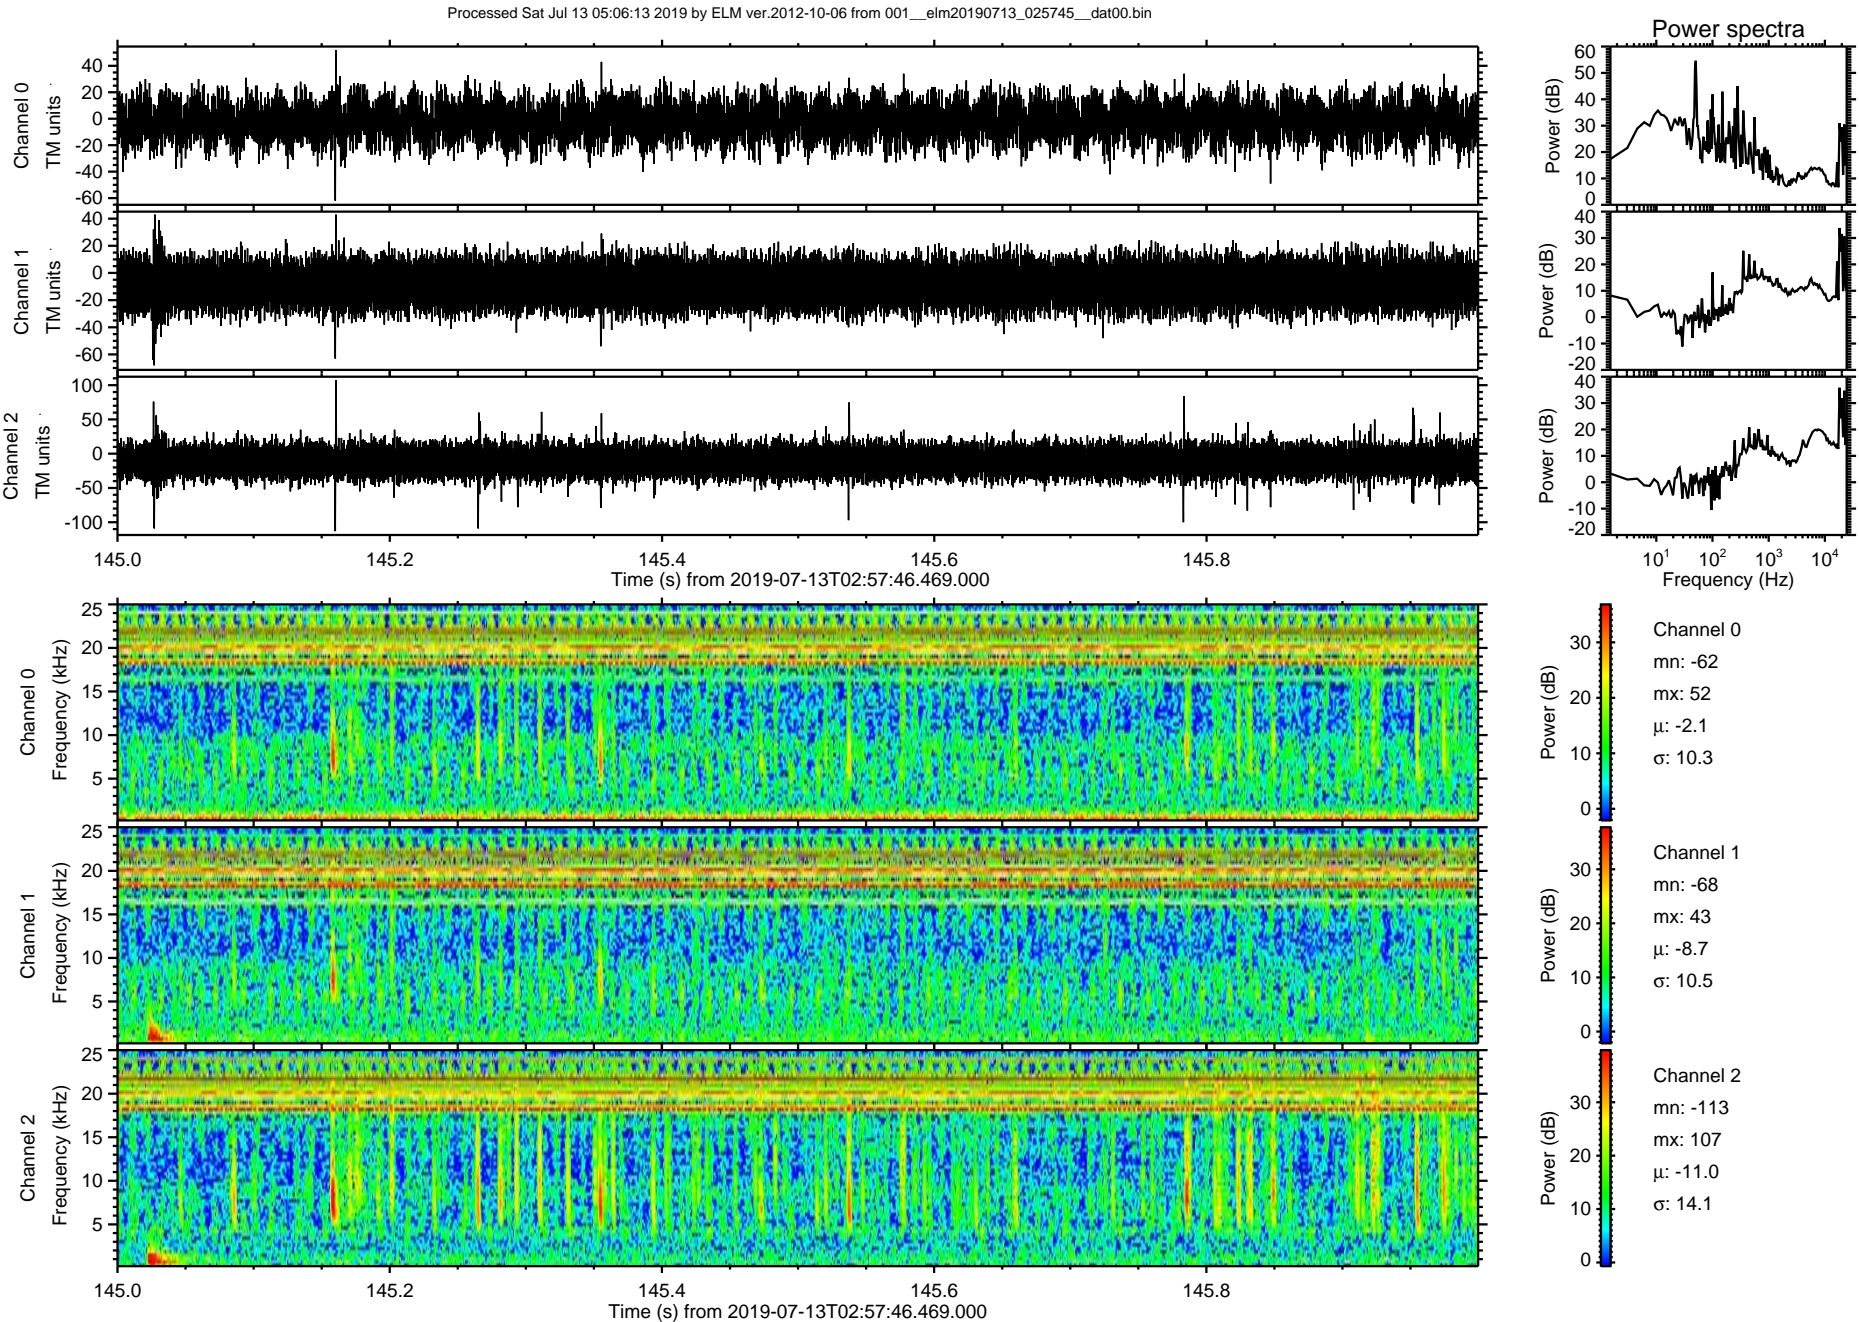 Processed Sat Jul 13 05:06:13 2019 by ELM ver.2012-10-06 from 001__elm20190713_025745__dat00.bin
Power spectra
Channel 0
TM units
40
20
0
-20
-40
-60
Power (dB)
60
50
40
30
20
10
0
Channel 1
TM units
40
20
0
-20
-40
-60
Power (dB)
40
30
20
10
0
-10
-20
Channel 2
TM units
100
50
0
-50
-100
Power (dB)
40
30
20
10
0
-10
-20
145.0 145.2 145.4 145.6 145.8
Time (s) from 2019-07-13T02:57:46.469.000
10¹ 10² 10³ 10⁴
Frequency (Hz)
Channel 0
Frequency (kHz)
25
20
15
10
5
Power (dB)
30
20
10
0
Channel 0
mn: -62
mx: 52
μ: -2.1
σ: 10.3
Channel 1
Frequency (kHz)
25
20
15
10
5
Power (dB)
30
20
10
0
Channel 1
mn: -68
mx: 43
μ: -8.7
σ: 10.5
Channel 2
Frequency (kHz)
25
20
15
10
5
Power (dB)
30
20
10
0
Channel 2
mn: -113
mx: 107
μ: -11.0
σ: 14.1
145.0 145.2 145.4 145.6 145.8
Time (s) from 2019-07-13T02:57:46.469.000